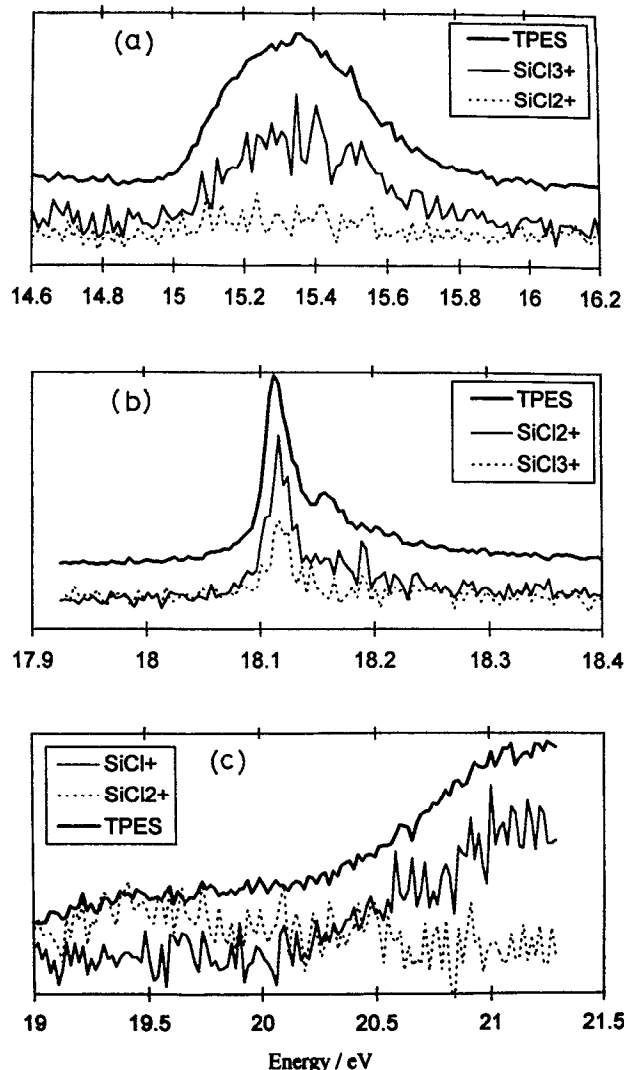 (a)
TPES
SiCl3+
SiCl2+
14.6 14.8 15 15.2 15.4 15.6 15.8 16 16.2
(b)
TPES
SiCl2+
SiCl3+
17.9 18 18.1 18.2 18.3 18.4
SiCl+
SiCl2+
TPES
(c)
19 19.5 20 20.5 21 21.5
Energy / eV